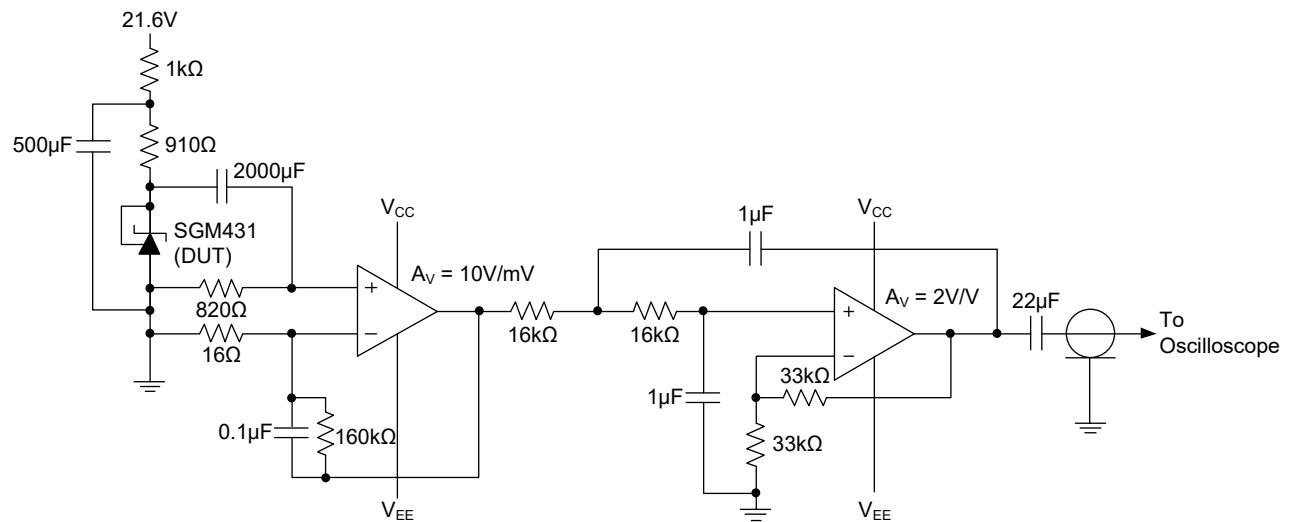 21.6V
1kΩ
500µF
910Ω
2000µF
SGM431
(DUT)
820Ω
16Ω
0.1µF
160kΩ
VCC
AV = 10V/mV
VEE
16kΩ
16kΩ
1µF
1µF
VCC
AV = 2V/V
33kΩ
33kΩ
VEE
22µF
To
Oscilloscope